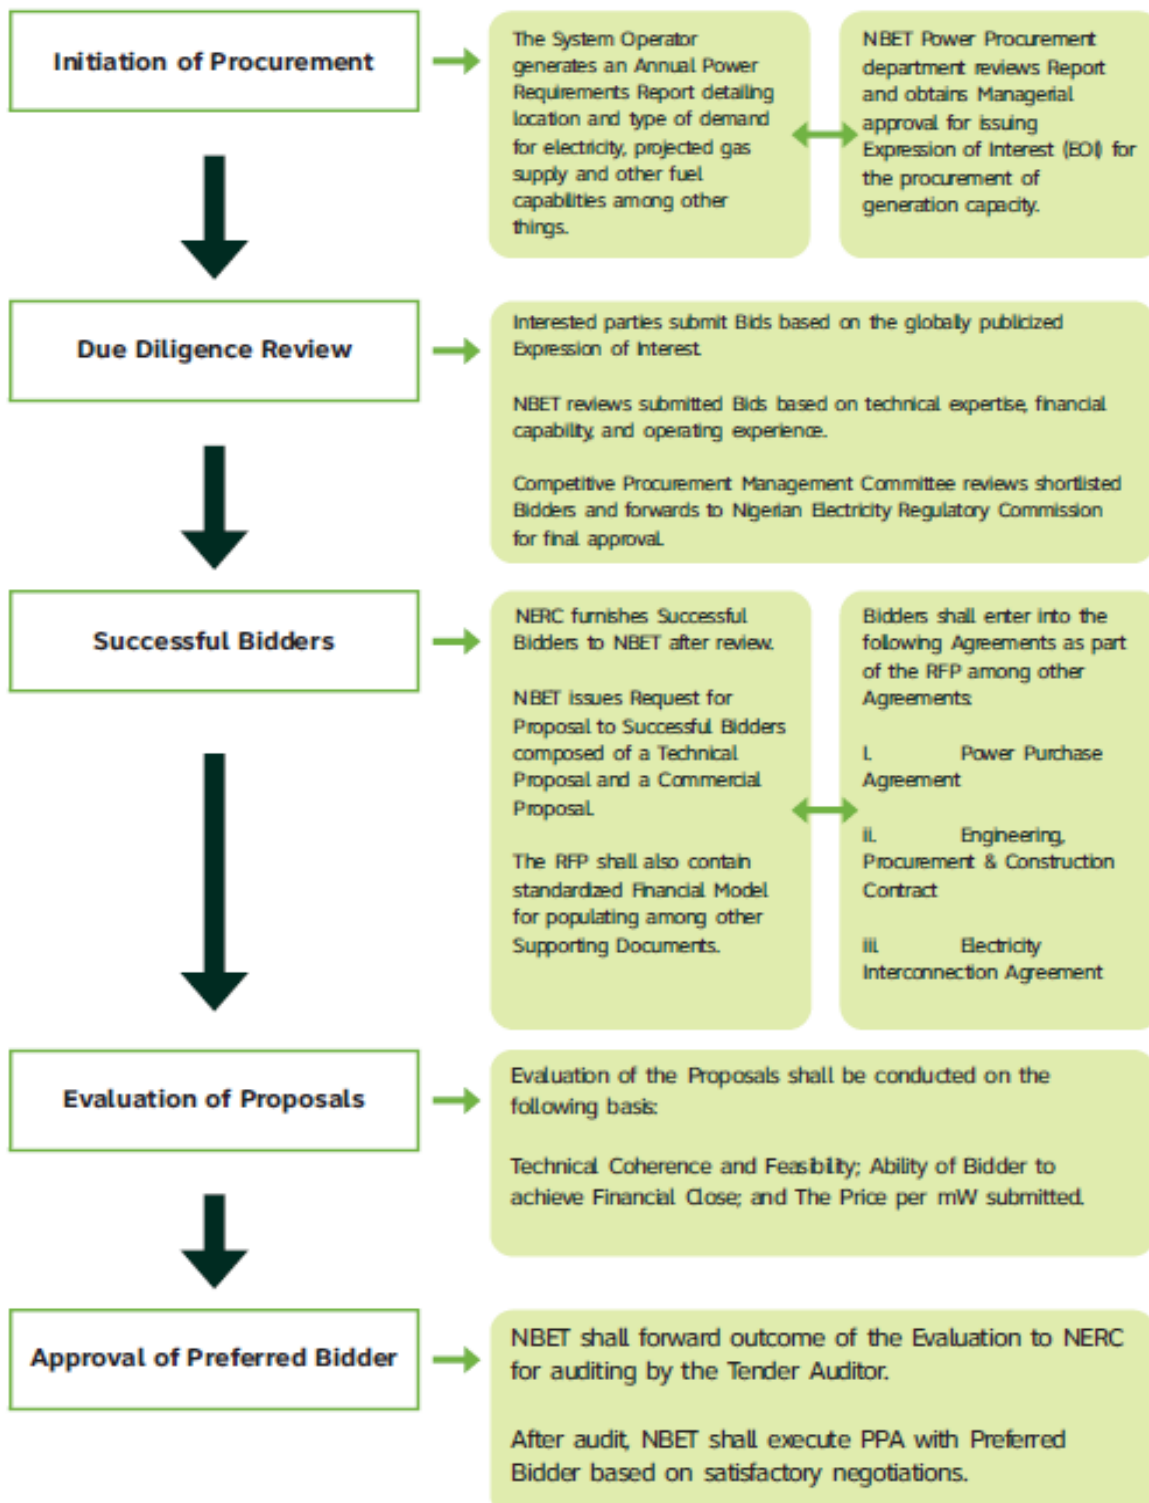 Initiation of Procurement
The System Operator
generates an Annual Power
Requirements Report detailing
location and type of demand
for electricity, projected gas
supply and other fuel
capabilities among other
things.
NBET Power Procurement
department reviews Report
and obtains Managerial
approval for issuing
Expression of Interest (EOI) for
the procurement of
generation capacity.
Due Diligence Review
Interested parties submit Bids based on the globally publicized
Expression of Interest.
NBET reviews submitted Bids based on technical expertise, financial
capability, and operating experience.
Competitive Procurement Management Committee reviews shortlisted
Bidders and forwards to Nigerian Electricity Regulatory Commission
for final approval.
Successful Bidders
NERC furnishes Successful
Bidders to NBET after review.
NBET issues Request for
Proposal to Successful Bidders
composed of a Technical
Proposal and a Commercial
Proposal.
The RFP shall also contain
standardized Financial Model
for populating among other
Supporting Documents.
Bidders shall enter into the
following Agreements as part
of the RFP among other
Agreements:
i. Power Purchase
Agreement
ii. Engineering,
Procurement & Construction
Contract
iii. Electricity
Interconnection Agreement
Evaluation of Proposals
Evaluation of the Proposals shall be conducted on the
following basis:
Technical Coherence and Feasibility; Ability of Bidder to
achieve Financial Close; and The Price per mW submitted.
Approval of Preferred Bidder
NBET shall forward outcome of the Evaluation to NERC
for auditing by the Tender Auditor.
After audit, NBET shall execute PPA with Preferred
Bidder based on satisfactory negotiations.